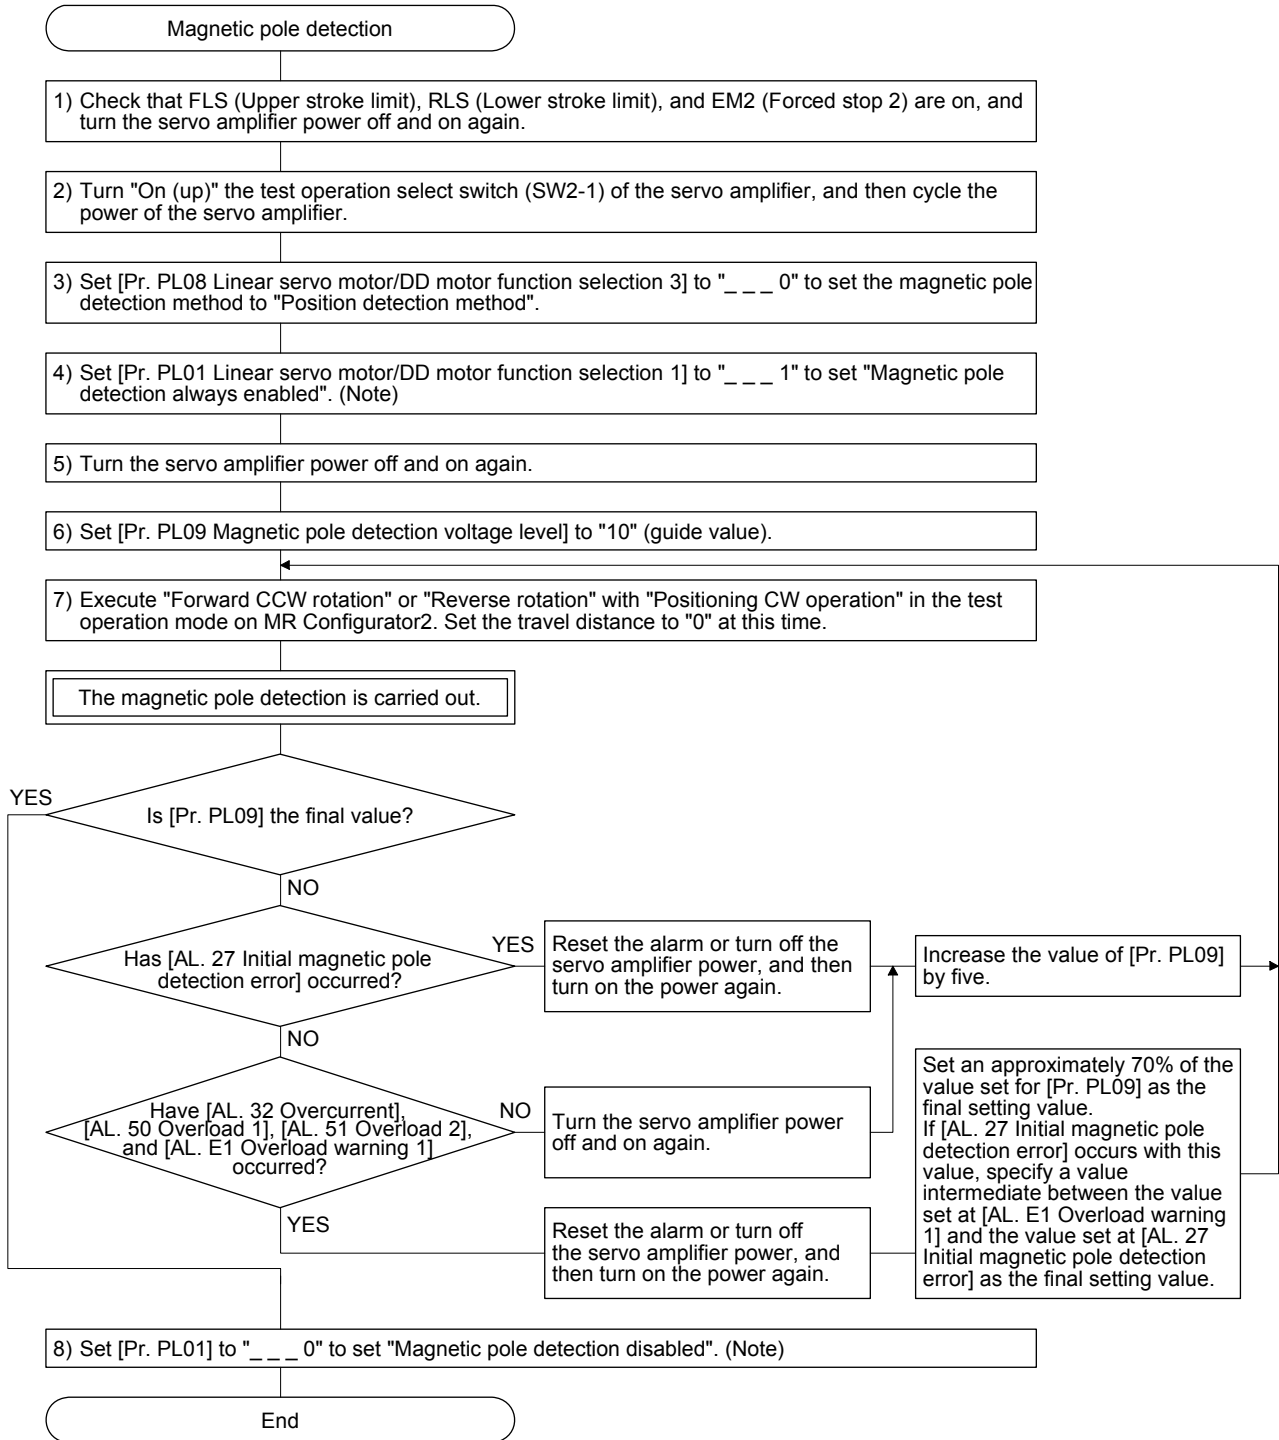 Magnetic pole detection
1) Check that FLS (Upper stroke limit), RLS (Lower stroke limit), and EM2 (Forced stop 2) are on, and
turn the servo amplifier power off and on again.
2) Turn "On (up)" the test operation select switch (SW2-1) of the servo amplifier, and then cycle the
power of the servo amplifier.
3) Set [Pr. PL08 Linear servo motor/DD motor function selection 3] to "_ _ _ 0" to set the magnetic pole
detection method to "Position detection method".
4) Set [Pr. PL01 Linear servo motor/DD motor function selection 1] to "_ _ _ 1" to set "Magnetic pole
detection always enabled". (Note)
5) Turn the servo amplifier power off and on again.
6) Set [Pr. PL09 Magnetic pole detection voltage level] to "10" (guide value).
7) Execute "Forward CCW rotation" or "Reverse rotation" with "Positioning CW operation" in the test
operation mode on MR Configurator2. Set the travel distance to "0" at this time.
The magnetic pole detection is carried out.
YES
Is [Pr. PL09] the final value?
NO
Has [AL. 27 Initial magnetic pole
detection error] occurred?
YES
Reset the alarm or turn off the
servo amplifier power, and then
turn on the power again.
Increase the value of [Pr. PL09]
by five.
NO
Have [AL. 32 Overcurrent],
[AL. 50 Overload 1], [AL. 51 Overload 2],
and [AL. E1 Overload warning 1]
occurred?
NO
Turn the servo amplifier power
off and on again.
YES
Reset the alarm or turn off
the servo amplifier power, and
then turn on the power again.
Set an approximately 70% of the
value set for [Pr. PL09] as the
final setting value.
If [AL. 27 Initial magnetic pole
detection error] occurs with this
value, specify a value
intermediate between the value
set at [AL. E1 Overload warning
1] and the value set at [AL. 27
Initial magnetic pole detection
error] as the final setting value.
8) Set [Pr. PL01] to "_ _ _ 0" to set "Magnetic pole detection disabled". (Note)
End